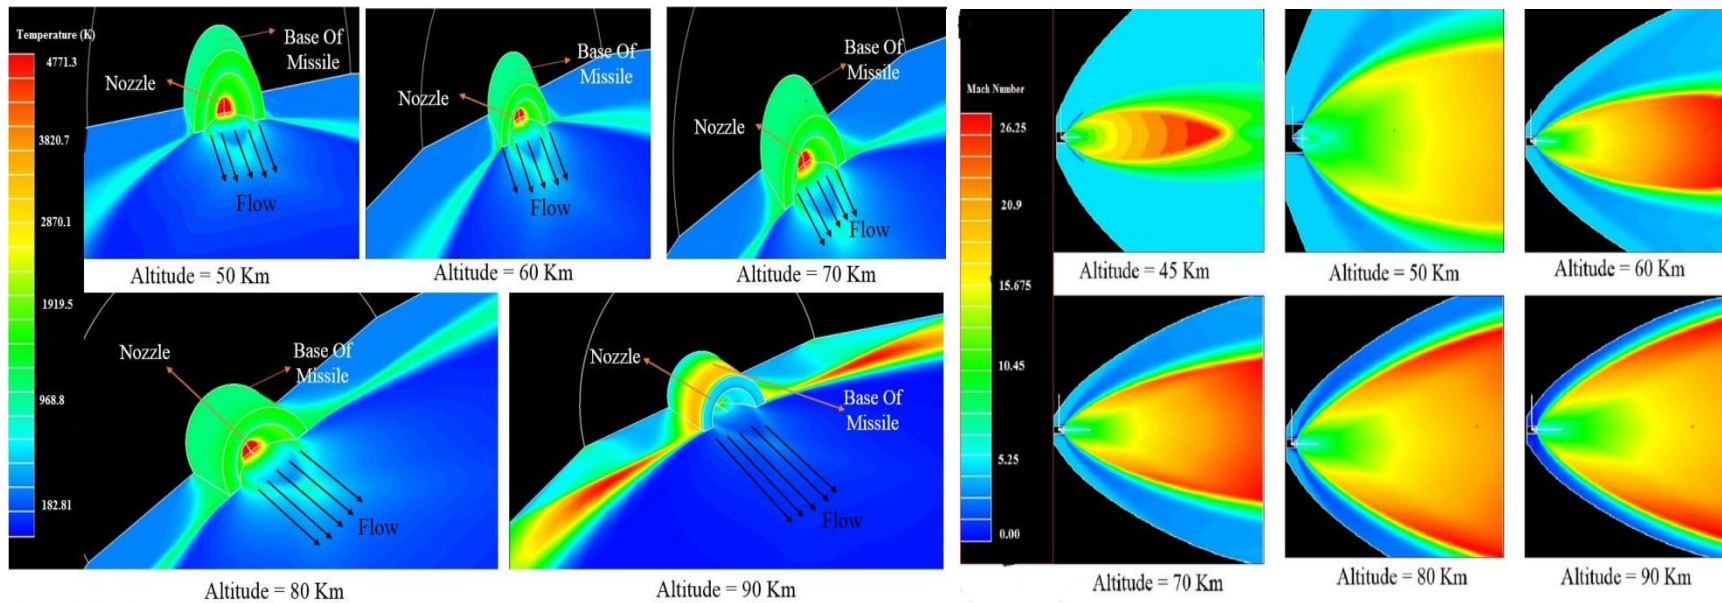 Temperature (K)
4771.3
3820.7
2870.1
1919.5
968.8
182.81
Base Of
Missile
Nozzle
Flow
Altitude = 50 Km
Base Of
Missile
Nozzle
Flow
Altitude = 60 Km
Base Of
Missile
Nozzle
Flow
Altitude = 70 Km
Nozzle
Base Of
Missile
Flow
Altitude = 80 Km
Nozzle
Base Of
Missile
Flow
Altitude = 90 Km
Mach Number
26.25
20.9
15.675
10.45
5.25
0.00
Altitude = 45 Km
Altitude = 50 Km
Altitude = 60 Km
Altitude = 70 Km
Altitude = 80 Km
Altitude = 90 Km